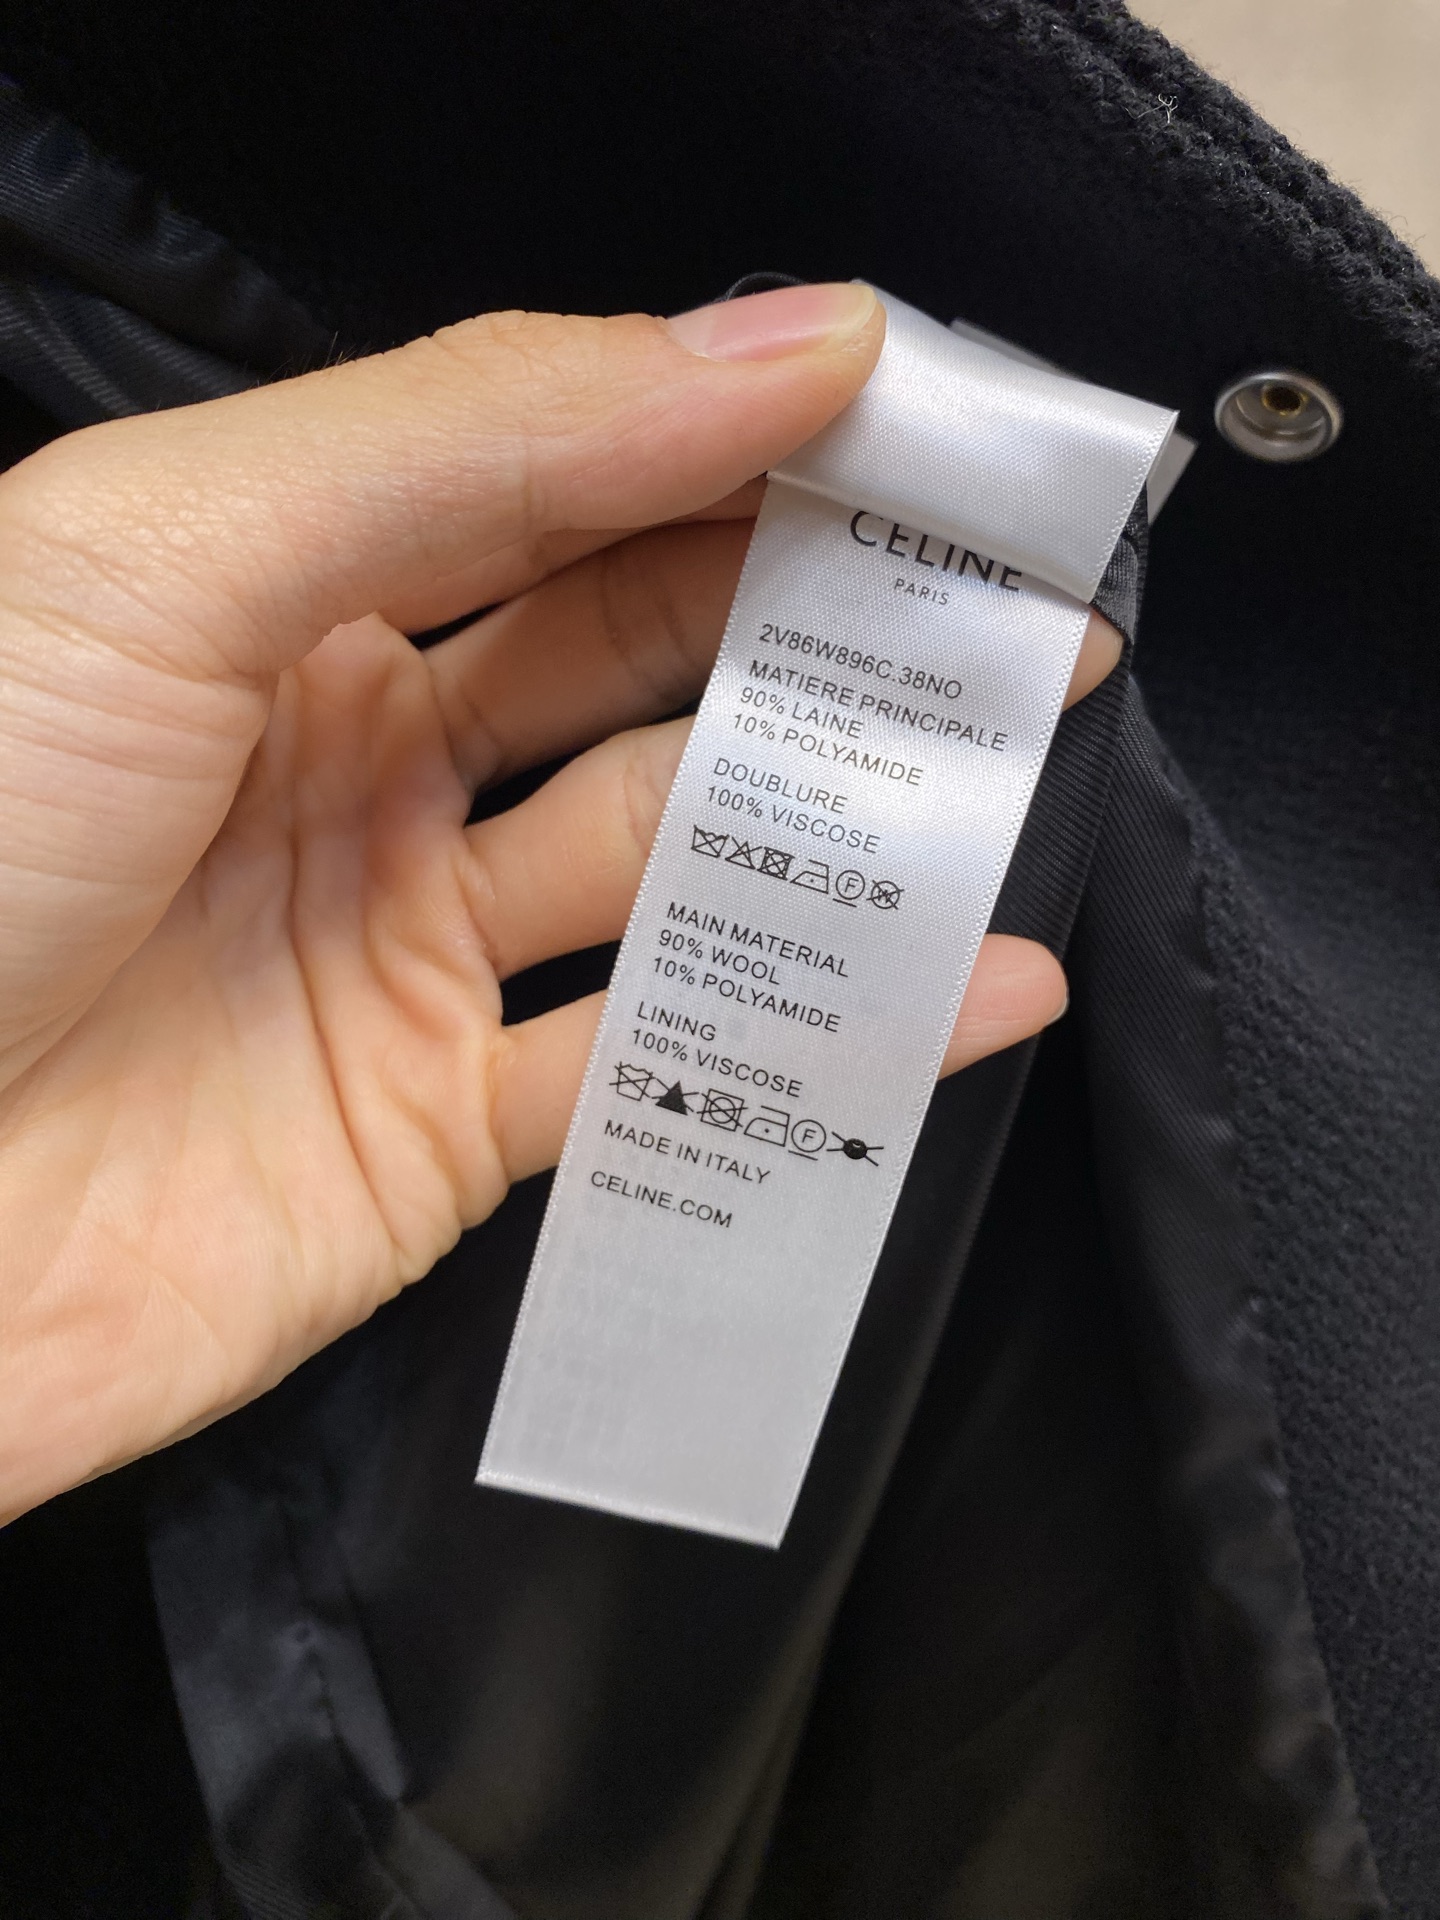 CELINE
PARIS
2V86W896C.38NO
MATIERE PRINCIPALE
90% LAINE
10% POLYAMIDE
DOUBLURE
100% VISCOSE
F W
MAIN MATERIAL
90% WOOL
10% POLYAMIDE
LINING
100% VISCOSE
F
MADE IN ITALY
CELINE.COM